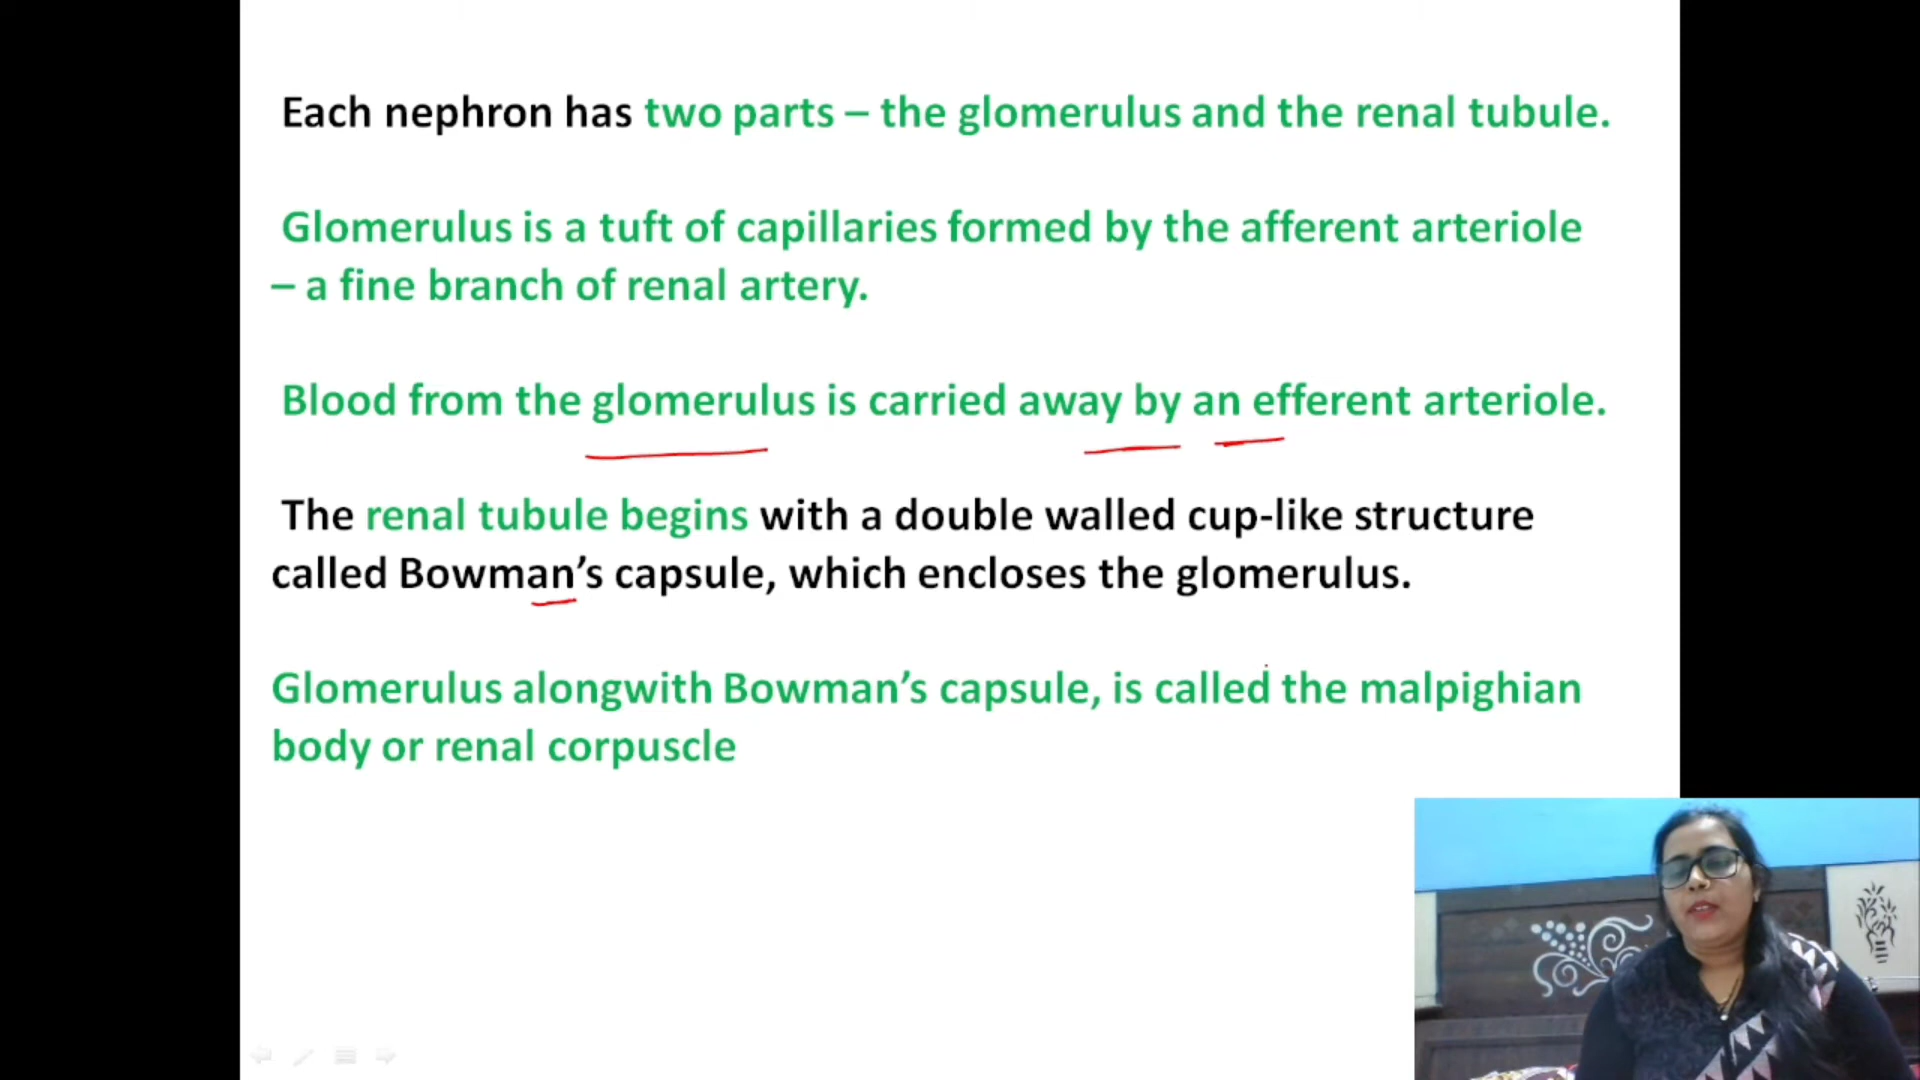 Each nephron has two parts – the glomerulus and the renal tubule.
Glomerulus is a tuft of capillaries formed by the afferent arteriole
– a fine branch of renal artery.
Blood from the glomerulus is carried away by an efferent arteriole.
The renal tubule begins with a double walled cup-like structure
called Bowman’s capsule, which encloses the glomerulus.
Glomerulus alongwith Bowman’s capsule, is called the malpighian
body or renal corpuscle